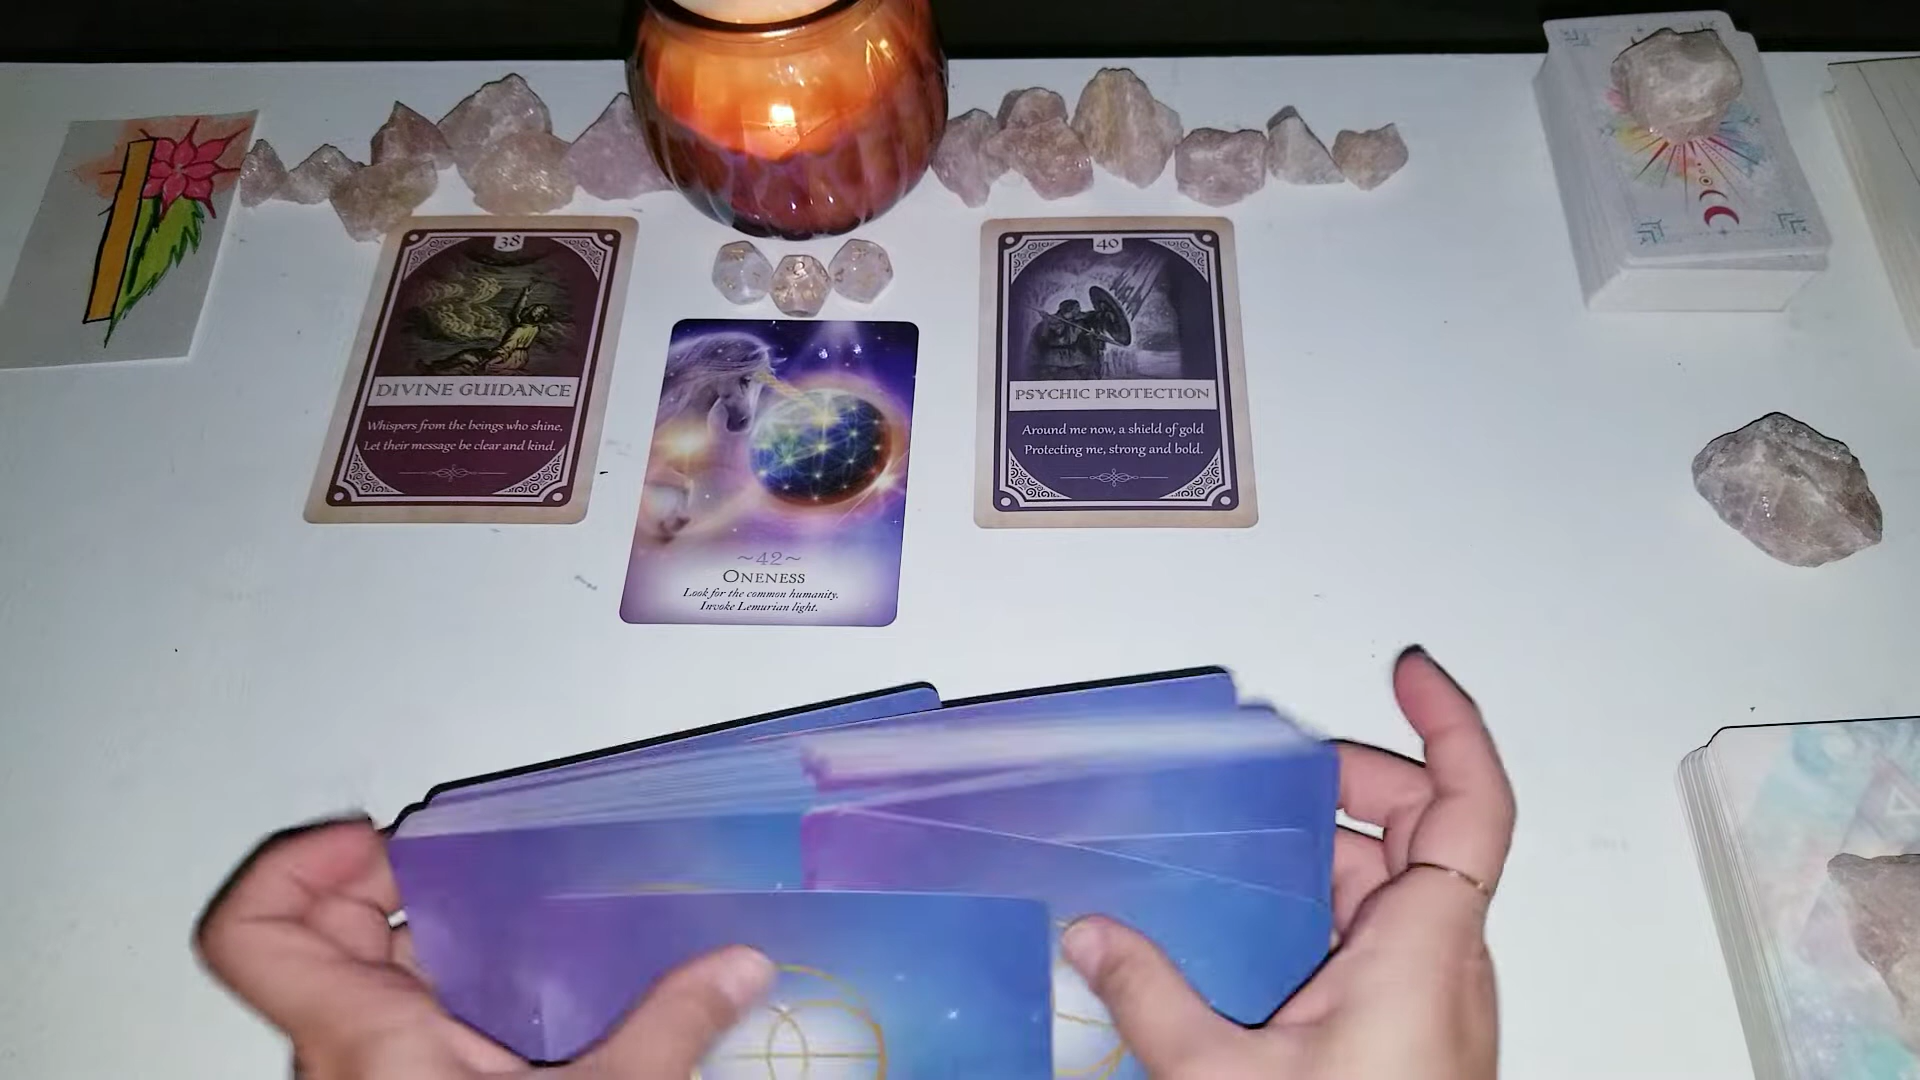 38
DIVINE GUIDANCE
Whispers from the beings who shine,
Let their message be clear and kind.
~42~
ONENESS
Look for the common humanity.
Invoke Lemurian light.
40
PSYCHIC PROTECTION
Around me now, a shield of gold
Protecting me, strong and bold.